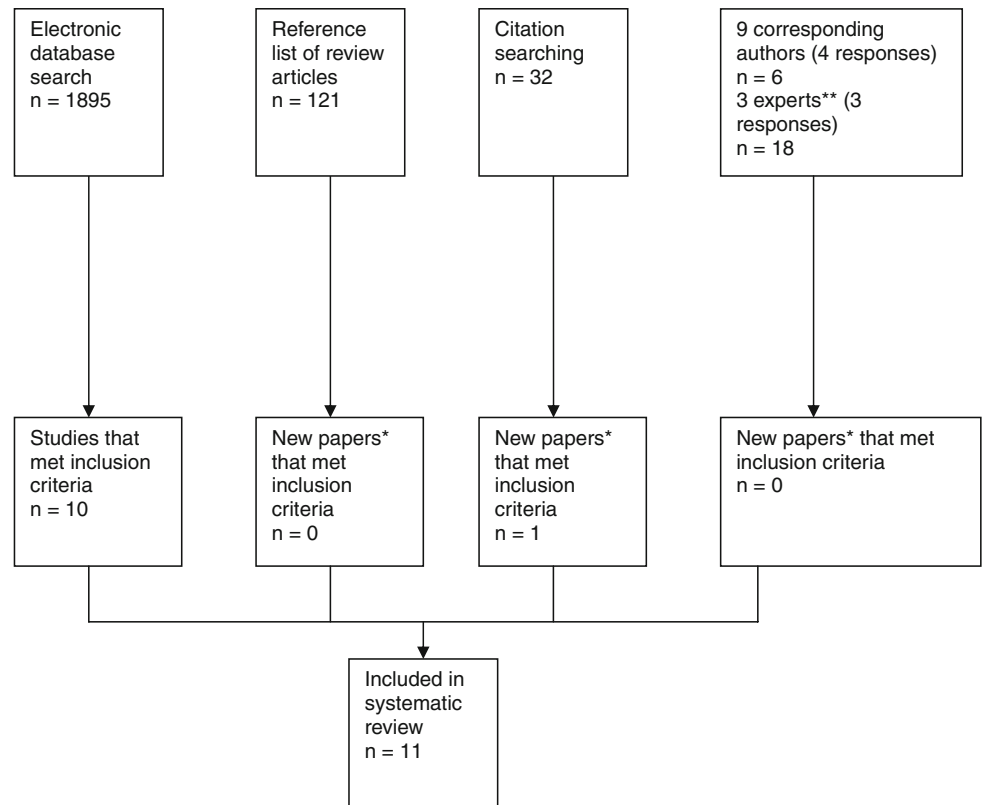 Electronic
database
search
n = 1895
Reference
list of review
articles
n = 121
Citation
searching
n = 32
9 corresponding
authors (4 responses)
n = 6
3 experts** (3
responses)
n = 18
Studies that
met inclusion
criteria
n = 10
New papers*
that met
inclusion
criteria
n = 0
New papers*
that met
inclusion
criteria
n = 1
New papers* that met
inclusion criteria
n = 0
Included in
systematic
review
n = 11